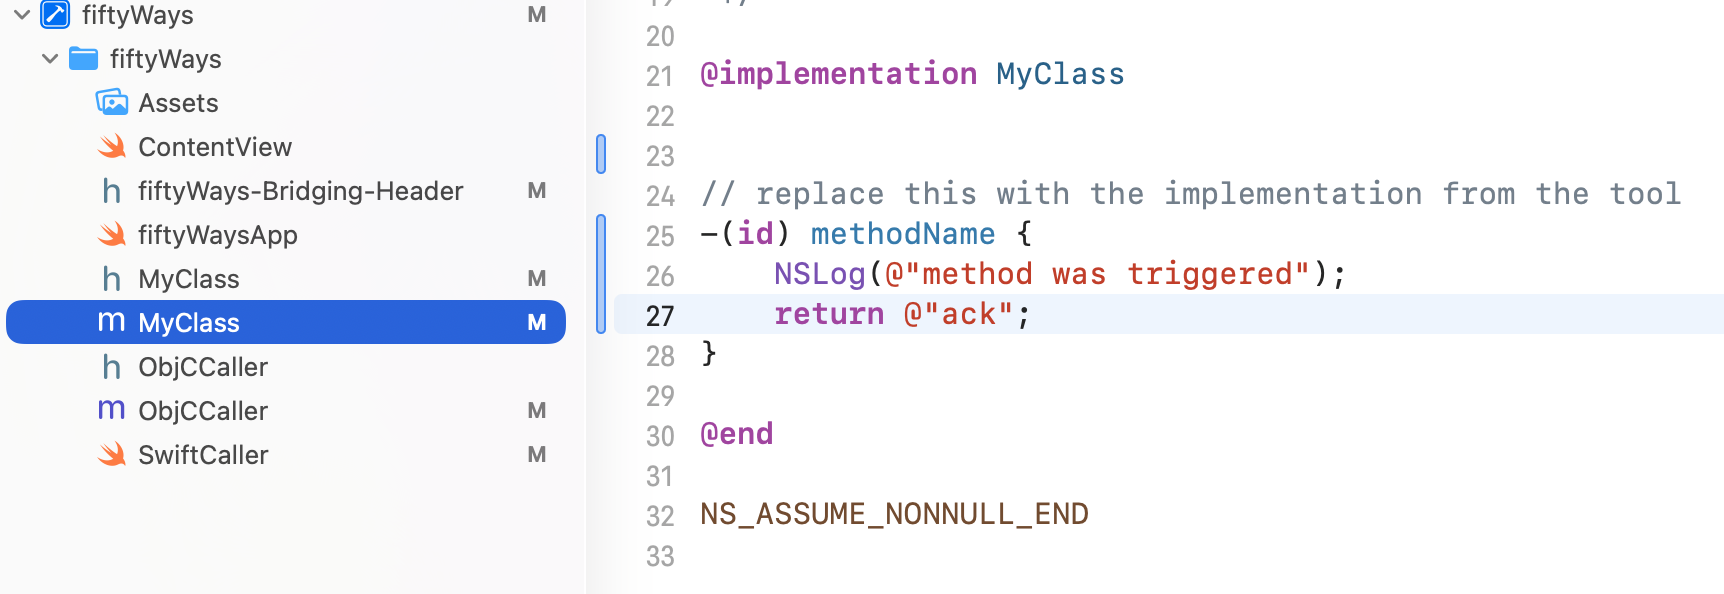 fiftyWays M
fiftyWays
Assets
ContentView
fiftyWays-Bridging-Header M
fiftyWaysApp
MyClass M
m MyClass M
ObjCCaller
m ObjCCaller M
SwiftCaller M
19 */
20
21 @implementation MyClass
22
23
24 // replace this with the implementation from the tool
25 -(id) methodName {
26 NSLog(@"method was triggered");
27 return @"ack";
28 }
29
30 @end
31
32 NS_ASSUME_NONNULL_END
33